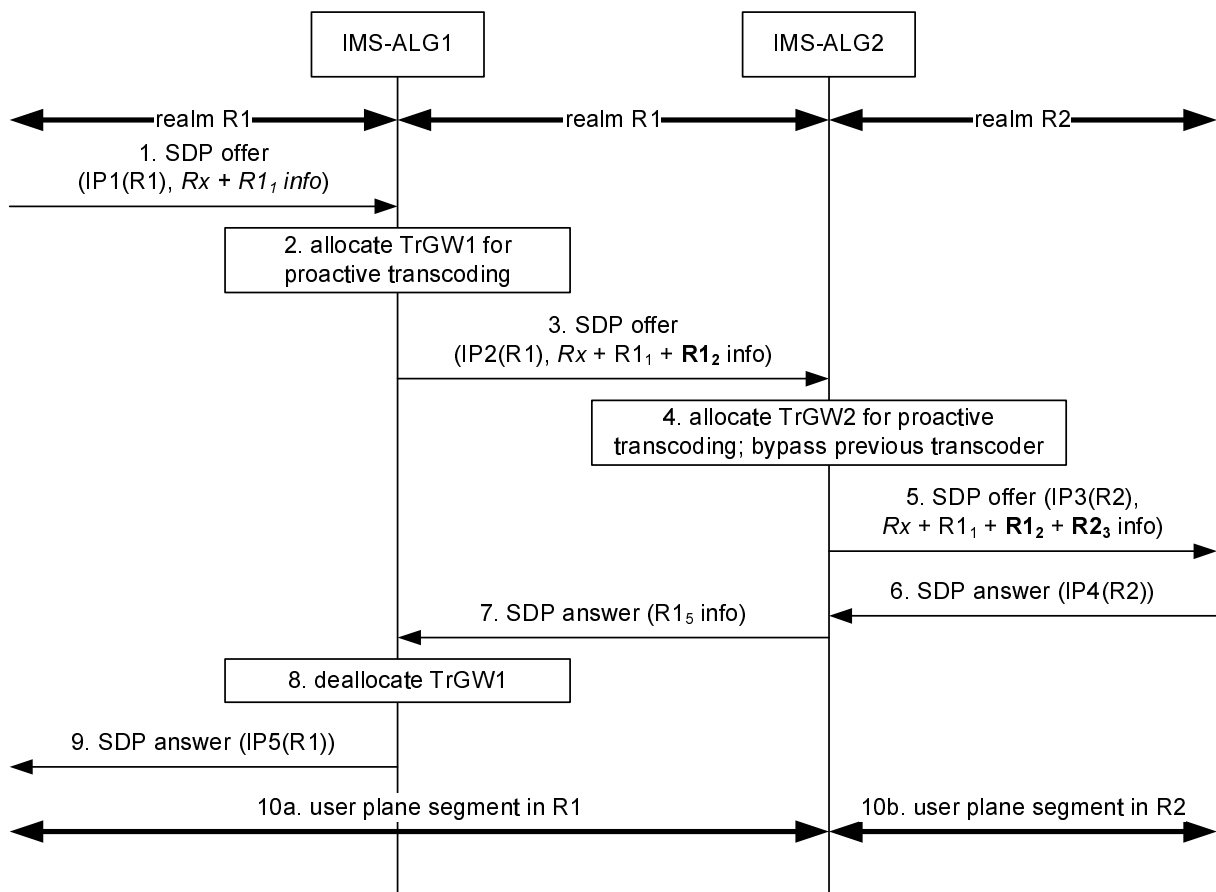 IMS-ALG1
IMS-ALG2
realm R1
realm R1
realm R2
1. SDP offer
(IP1(R1), Rx + R1₁ info)
2. allocate TrGW1 for
proactive transcoding
3. SDP offer
(IP2(R1), Rx + R1₁ + R1₂ info)
4. allocate TrGW2 for proactive
transcoding; bypass previous transcoder
5. SDP offer (IP3(R2),
Rx + R1₁ + R1₂ + R2₃ info)
6. SDP answer (IP4(R2))
7. SDP answer (R1₅ info)
8. deallocate TrGW1
9. SDP answer (IP5(R1))
10a. user plane segment in R1
10b. user plane segment in R2